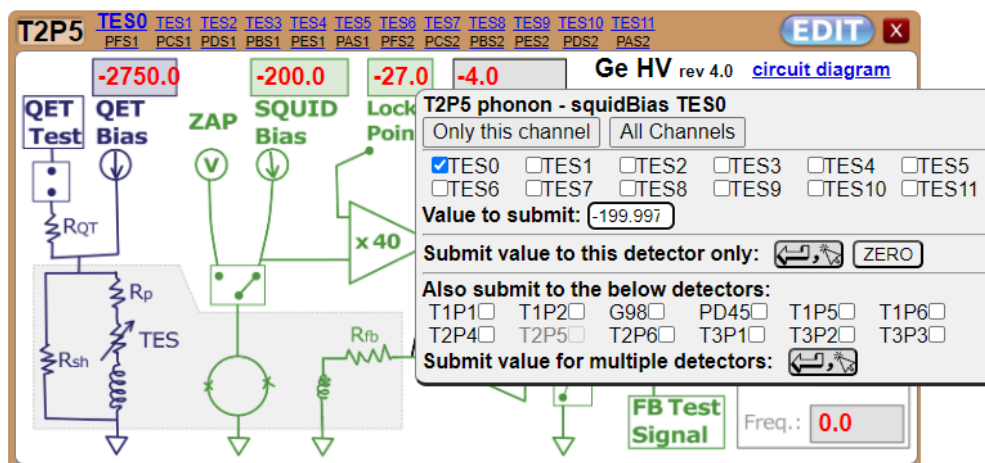 T2P5 TES0 TES1 TES2 TES3 TES4 TES5 TES6 TES7 TES8 TES9 TES10 TES11 EDIT X
PFS1 PCS1 PDS1 PBS1 PES1 PAS1 PFS2 PCS2 PBS2 PES2 PDS2 PAS2
-2750.0 -200.0 -27.0 -4.0 Ge HV rev 4.0 circuit diagram
QET Test
QET Bias
ZAP
SQUID Bias
Lock Poin
V
x 40
RQT
Rp
TES
Rsh
Rfb
T2P5 phonon - squidBias TES0
Only this channel All Channels
TES0 TES1 TES2 TES3 TES4 TES5
TES6 TES7 TES8 TES9 TES10 TES11
Value to submit: -199.997
Submit value to this detector only: , ZERO
Also submit to the below detectors:
T1P1 T1P2 G98 PD45 T1P5 T1P6
T2P4 T2P5 T2P6 T3P1 T3P2 T3P3
Submit value for multiple detectors: ,
FB Test
Signal
Freq.: 0.0